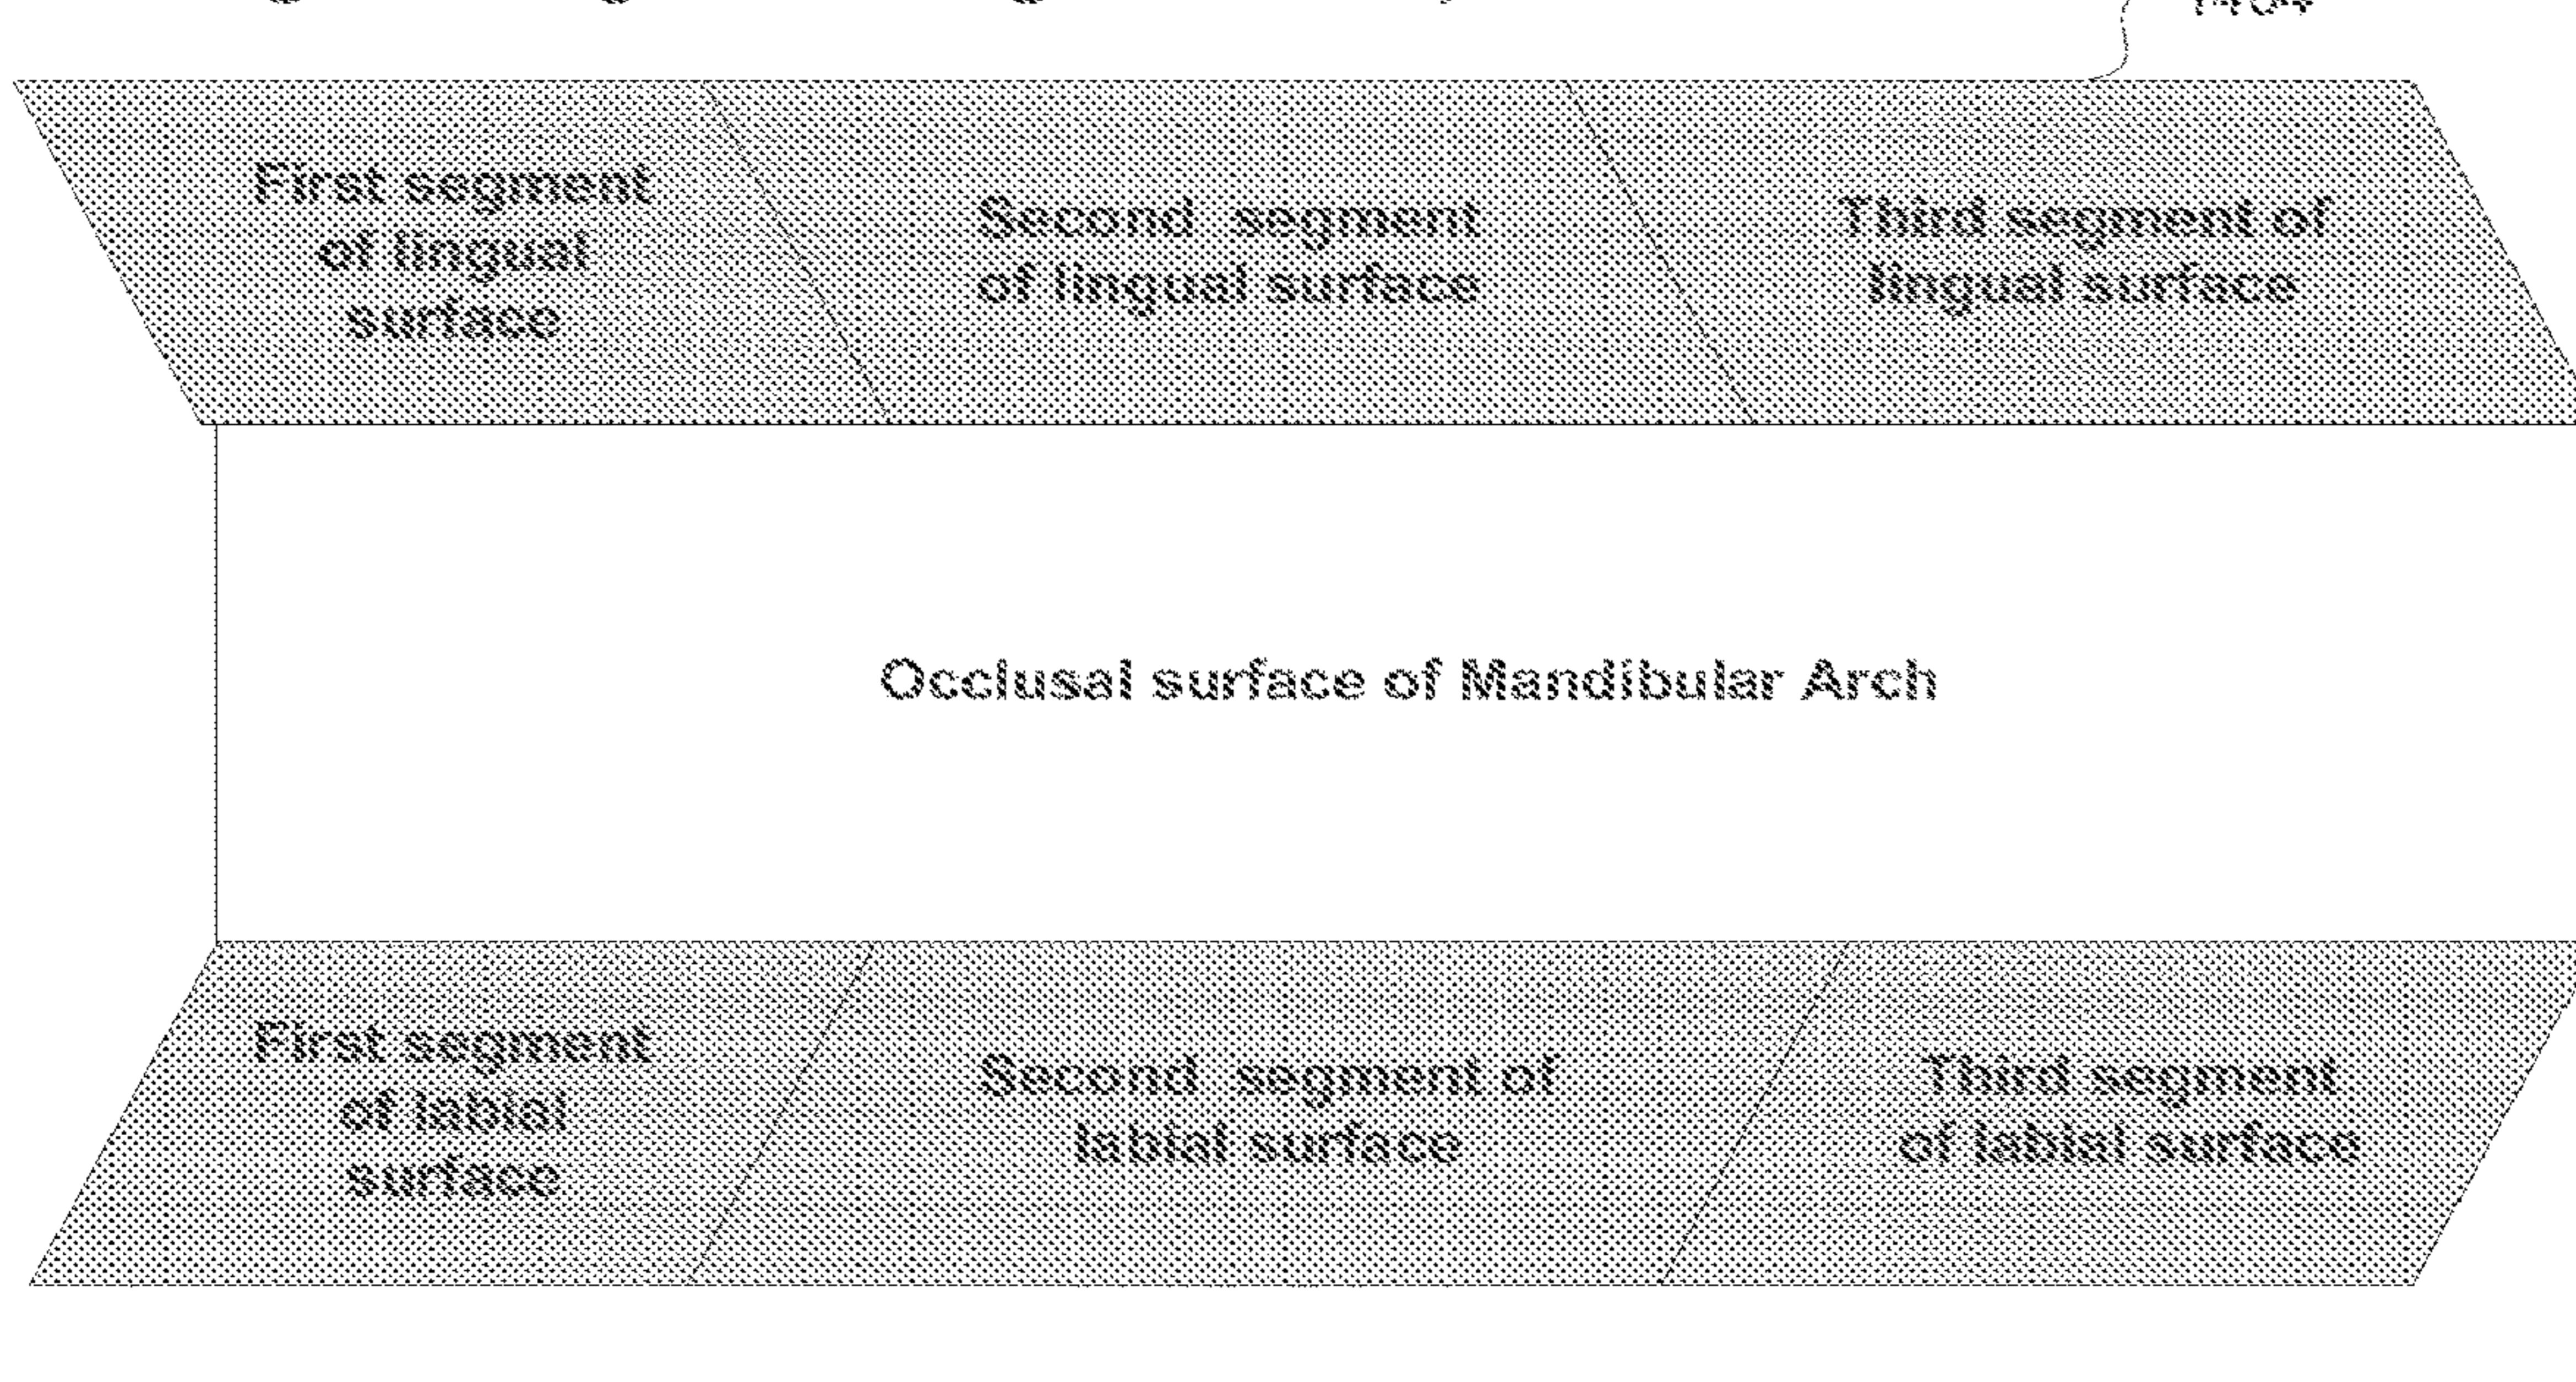 First segment
of lingual
surface
Second segment
of lingual surface
Third segment of
lingual surface
Occlusal surface of Mandibular Arch
First segment
of labial
surface
Second segment of
labial surface
Third segment
of labial surface